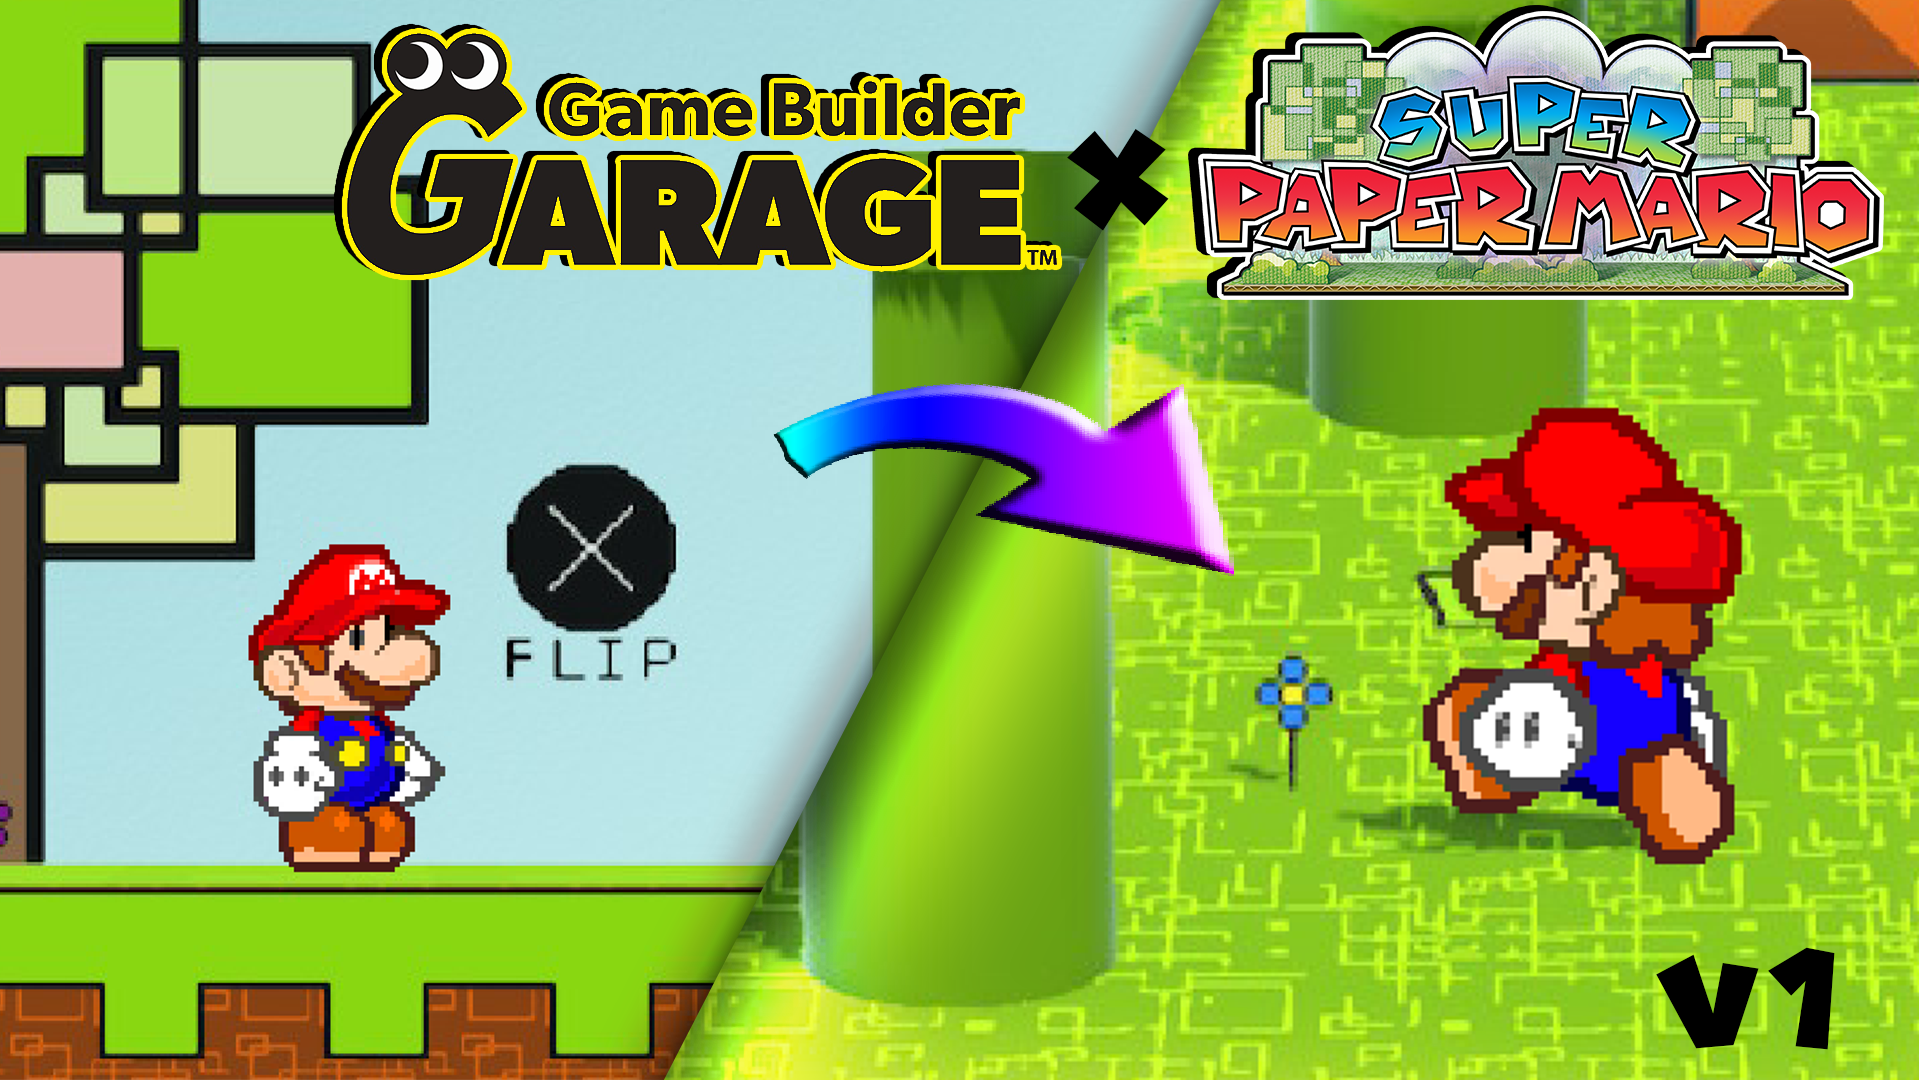 Game Builder
GARAGE™
×
SUPER
PAPER MARIO
M
X
FLIP
v1